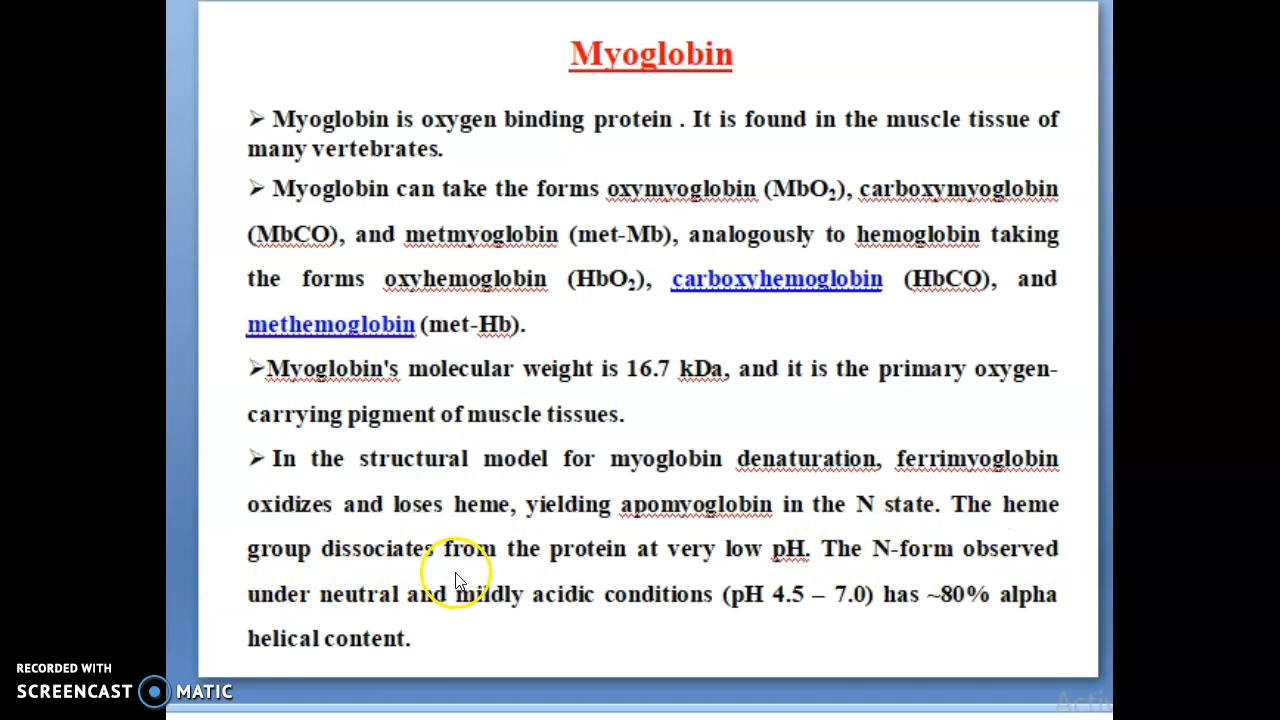 Myoglobin
➢ Myoglobin is oxygen binding protein . It is found in the muscle tissue of
many vertebrates.
➢ Myoglobin can take the forms oxymyoglobin (MbO₂), carboxymyoglobin
(MbCO), and metmyoglobin (met-Mb), analogously to hemoglobin taking
the forms oxyhemoglobin (HbO₂), carboxyhemoglobin (HbCO), and
methemoglobin (met-Hb).
➢Myoglobin's molecular weight is 16.7 kDa, and it is the primary oxygen-
carrying pigment of muscle tissues.
➢ In the structural model for myoglobin denaturation, ferrimyoglobin
oxidizes and loses heme, yielding apomyoglobin in the N state. The heme
group dissociates from the protein at very low pH. The N-form observed
under neutral and mildly acidic conditions (pH 4.5 – 7.0) has ~80% alpha
helical content.
RECORDED WITH
SCREENCAST MATIC